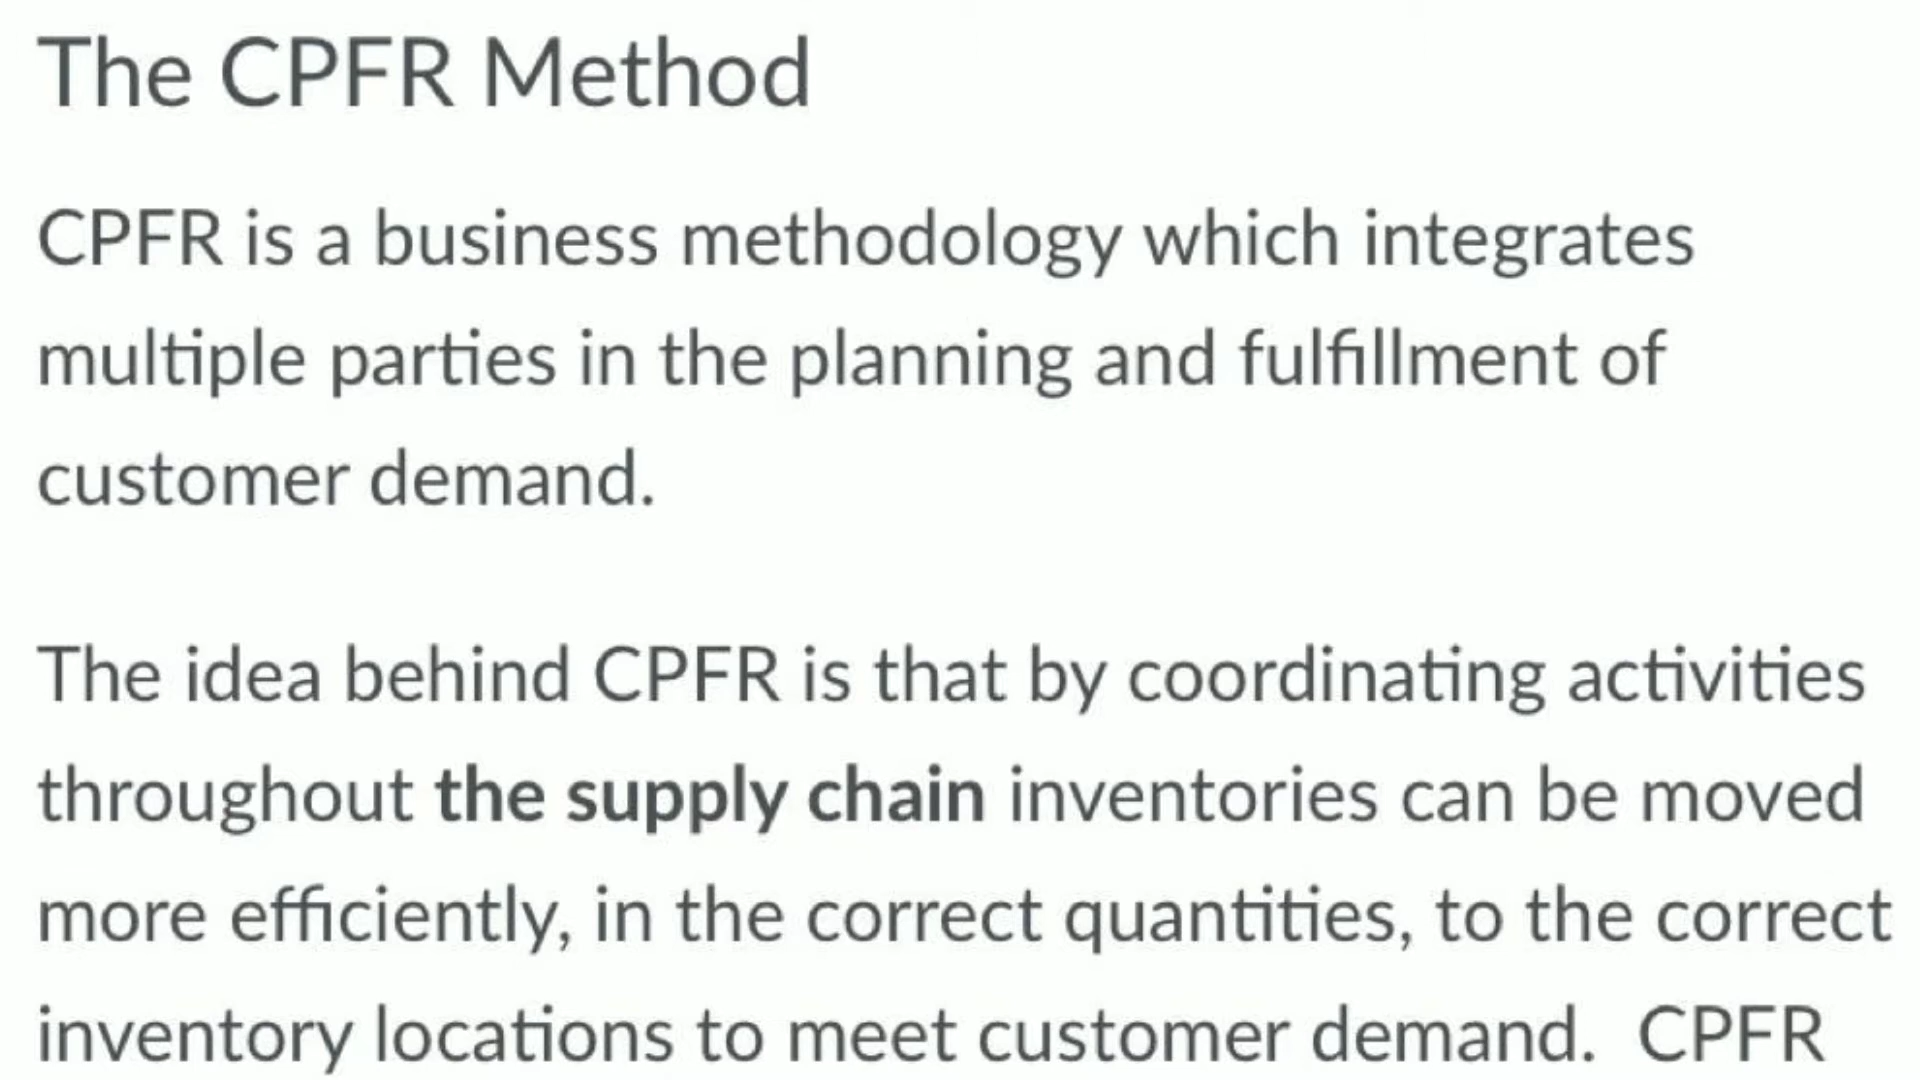 The CPFR Method
CPFR is a business methodology which integrates
multiple parties in the planning and fulfillment of
customer demand.
The idea behind CPFR is that by coordinating activities
throughout the supply chain inventories can be moved
more efficiently, in the correct quantities, to the correct
inventory locations to meet customer demand.  CPFR